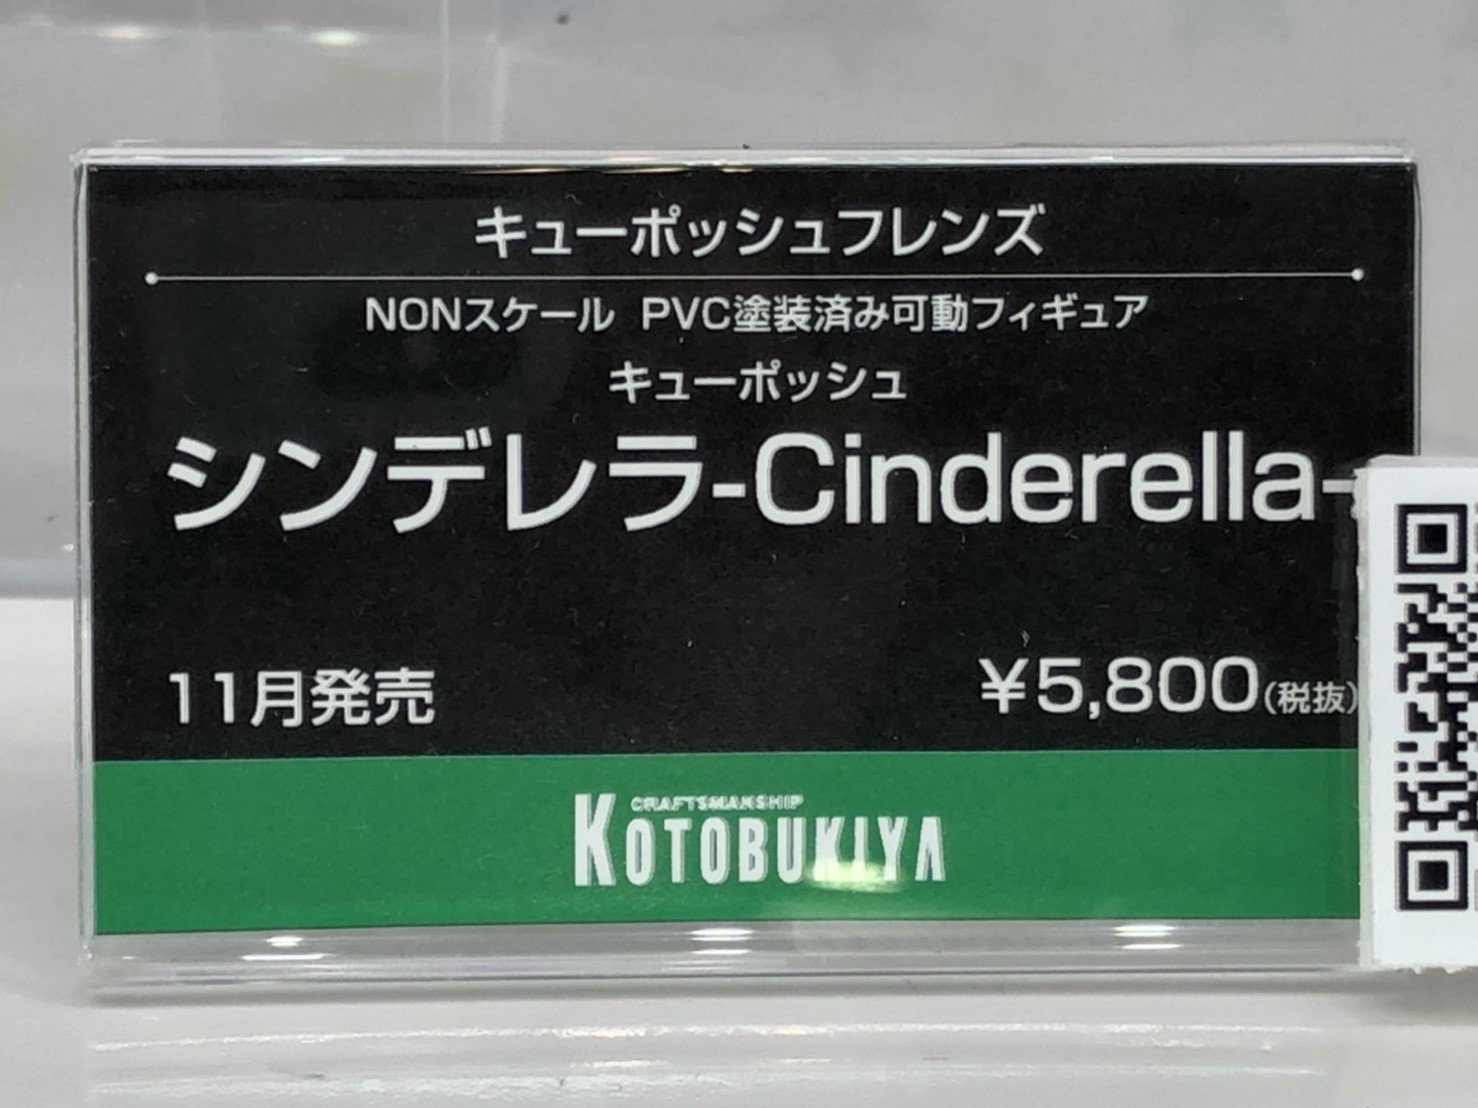 キューポッシュフレンズ
NONスケール PVC塗装済み可動フィギュア
キューポッシュ
シンデレラ-Cinderella-
11月発売
¥5,800(税抜)
CRAFTSMANSHIP
KOTOBUKIYA